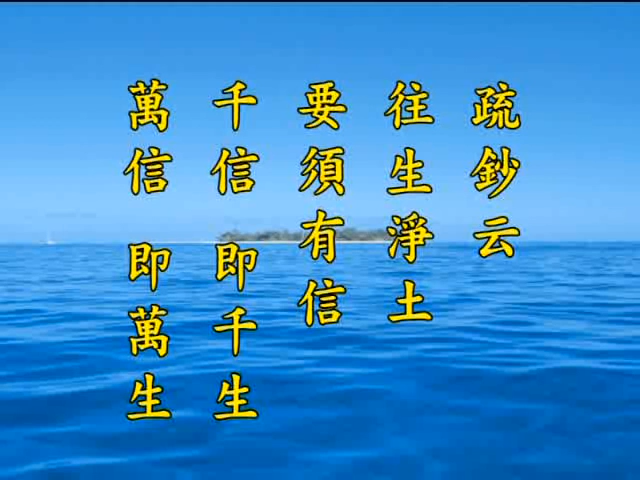 疏鈔云
往生淨土
要須有信
千信 即千生
萬信 即萬生